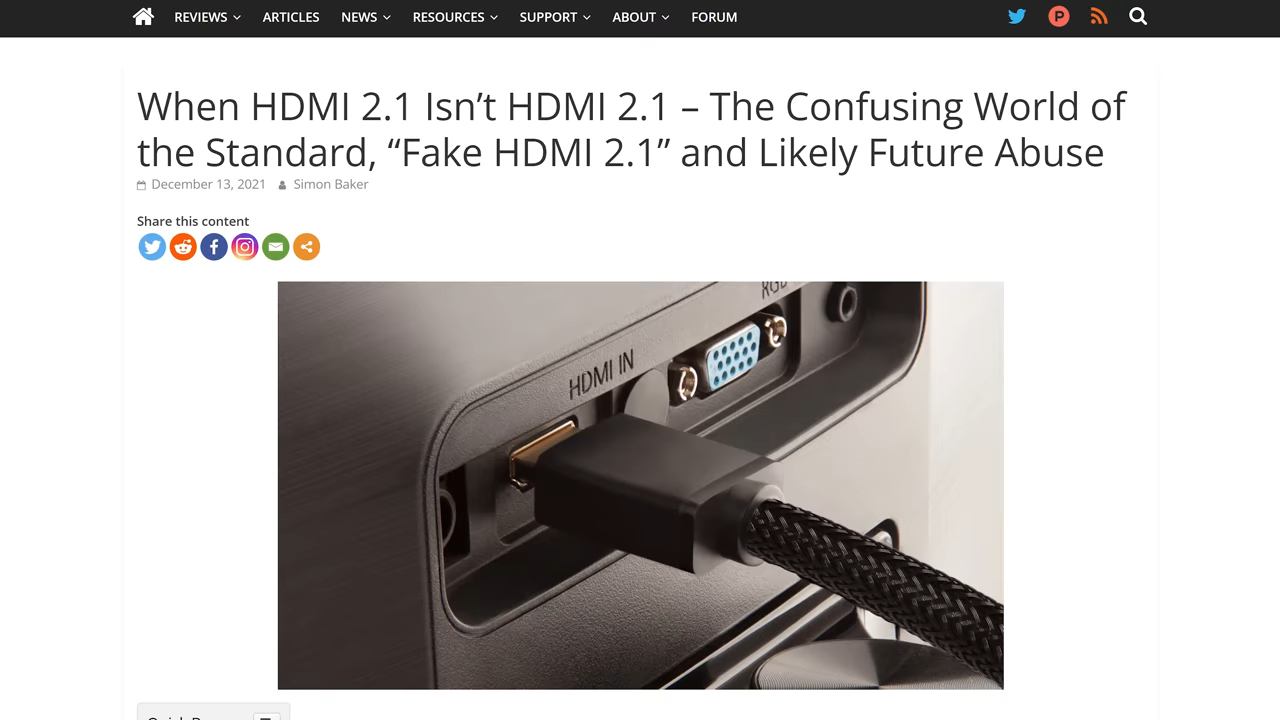 REVIEWS ARTICLES NEWS RESOURCES SUPPORT ABOUT FORUM
When HDMI 2.1 Isn’t HDMI 2.1 – The Confusing World of
the Standard, “Fake HDMI 2.1” and Likely Future Abuse
December 13, 2021 Simon Baker
Share this content
RGB
HDMI IN